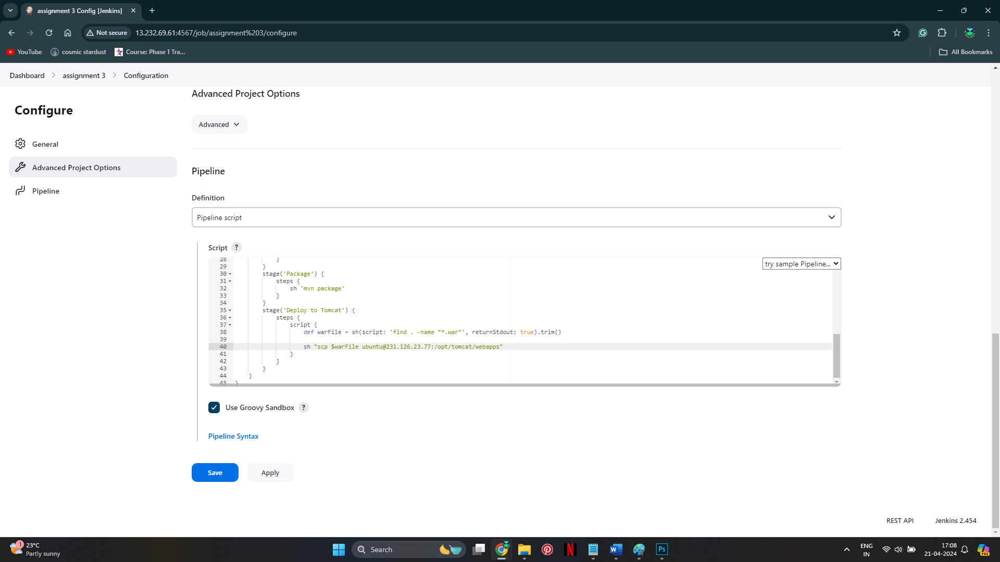 assignment 3 Config [Jenkins]
Not secure
13.232.69.61:4567/job/assignment%203/configure
YouTube
cosmic stardust
Course: Phase 1 Tra...
All Bookmarks
Dashboard
assignment 3
Configuration
Configure
General
Advanced Project Options
Pipeline
Advanced Project Options
Advanced
Pipeline
Definition
Pipeline script
Script ?
try sample Pipeline...
28 }
29 }
30 stage('Package') {
31 steps {
32 sh 'mvn package'
33 }
34 }
35 stage('Deploy to Tomcat') {
36 steps {
37 script {
38 def warFile = sh(script: 'find . -name "*.war"', returnStdout: true).trim()
39
40 sh "scp $warFile ubuntu@231.126.23.77:/opt/tomcat/webapps"
41 }
42 }
43 }
44 }
45 }
Use Groovy Sandbox ?
Pipeline Syntax
Save
Apply
REST API
Jenkins 2.454
1
23°C
Partly sunny
Search
N
W
Ps
ENG
IN
17:08
21-04-2024
PRE